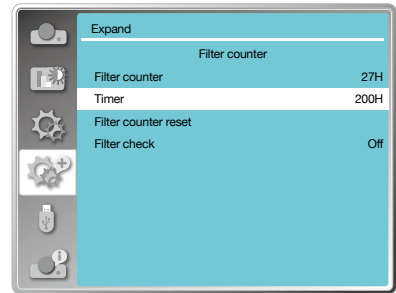 Expand
Filter counter
Filter counter 27H
Timer 200H
Filter counter reset
Filter check Off